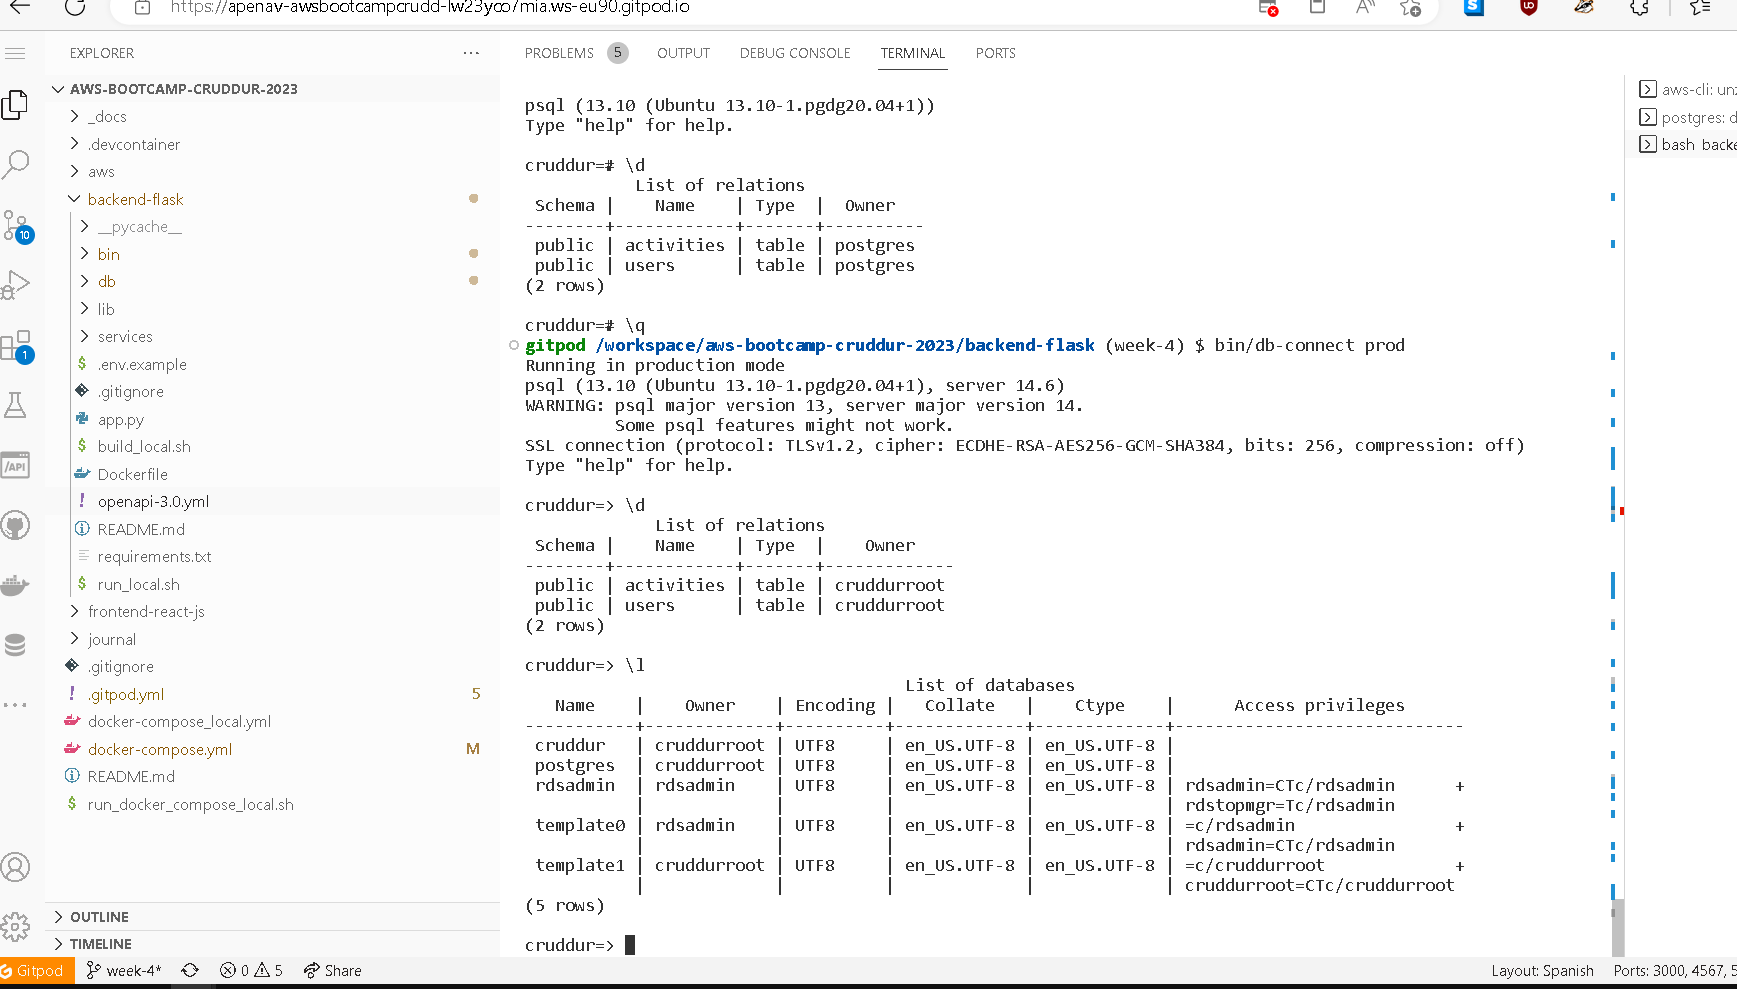 EXPLORER
AWS-BOOTCAMP-CRUDDUR-2023
_docs
.devcontainer
aws
backend-flask
__pycache__
bin
db
lib
services
$ .env.example
.gitignore
app.py
$ build_local.sh
Dockerfile
! openapi-3.0.yml
README.md
requirements.txt
$ run_local.sh
frontend-react-js
journal
.gitignore
! .gitpod.yml 5
docker-compose_local.yml
docker-compose.yml M
README.md
$ run_docker_compose_local.sh
OUTLINE
TIMELINE
10
1
/API
PROBLEMS 5 OUTPUT DEBUG CONSOLE TERMINAL PORTS
psql (13.10 (Ubuntu 13.10-1.pgdg20.04+1))
Type "help" for help.
cruddur=# \d
List of relations
Schema | Name | Type | Owner
--------+------------+-------+----------
public | activities | table | postgres
public | users | table | postgres
(2 rows)
cruddur=# \q
gitpod /workspace/aws-bootcamp-cruddur-2023/backend-flask (week-4) $ bin/db-connect prod
Running in production mode
psql (13.10 (Ubuntu 13.10-1.pgdg20.04+1), server 14.6)
WARNING: psql major version 13, server major version 14.
Some psql features might not work.
SSL connection (protocol: TLSv1.2, cipher: ECDHE-RSA-AES256-GCM-SHA384, bits: 256, compression: off)
Type "help" for help.
cruddur=> \d
List of relations
Schema | Name | Type | Owner
--------+------------+-------+-------------
public | activities | table | cruddurroot
public | users | table | cruddurroot
(2 rows)
cruddur=> \l
List of databases
Name | Owner | Encoding | Collate | Ctype | Access privileges
-----------+-------------+----------+-------------+-------------+-----------------------------
cruddur | cruddurroot | UTF8 | en_US.UTF-8 | en_US.UTF-8 |
postgres | cruddurroot | UTF8 | en_US.UTF-8 | en_US.UTF-8 |
rdsadmin | rdsadmin | UTF8 | en_US.UTF-8 | en_US.UTF-8 | rdsadmin=CTc/rdsadmin +
| | | | | rdstopmgr=Tc/rdsadmin
template0 | rdsadmin | UTF8 | en_US.UTF-8 | en_US.UTF-8 | =c/rdsadmin +
| | | | | rdsadmin=CTc/rdsadmin
template1 | cruddurroot | UTF8 | en_US.UTF-8 | en_US.UTF-8 | =c/cruddurroot +
| | | | | cruddurroot=CTc/cruddurroot
(5 rows)
cruddur=>
aws-cli:
postgres:
bash
Gitpod week-4* 0 5 Share Layout: Spanish Ports: 3000, 4567,